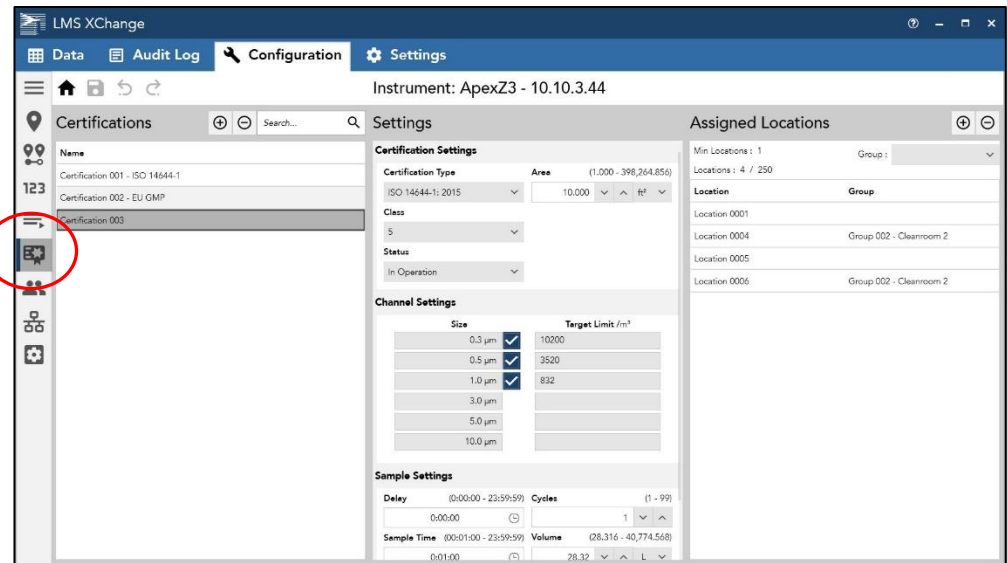 LMS XChange
Data Audit Log Configuration Settings
Instrument: ApexZ3 - 10.10.3.44
Certifications Search...
Name
Certification 001 - ISO 14644-1
Certification 002 - EU GMP
Certification 003
123
Settings
Certification Settings
Certification Type Area (1.000 - 398,264.856)
ISO 14644-1: 2015 10.000 ft²
Class
5
Status
In Operation
Channel Settings
Size Target Limit /m³
0.3 µm 10200
0.5 µm 3520
1.0 µm 832
3.0 µm
5.0 µm
10.0 µm
Sample Settings
Delay (0:00:00 - 23:59:59) Cycles (1 - 99)
0:00:00 1
Sample Time (00:01:00 - 23:59:59) Volume (28.316 - 40,774.568)
0:01:00 28.32 L
Assigned Locations
Min Locations : 1 Group :
Locations : 4 / 250
Location Group
Location 0001
Location 0004 Group 002 - Cleanroom 2
Location 0005
Location 0006 Group 002 - Cleanroom 2